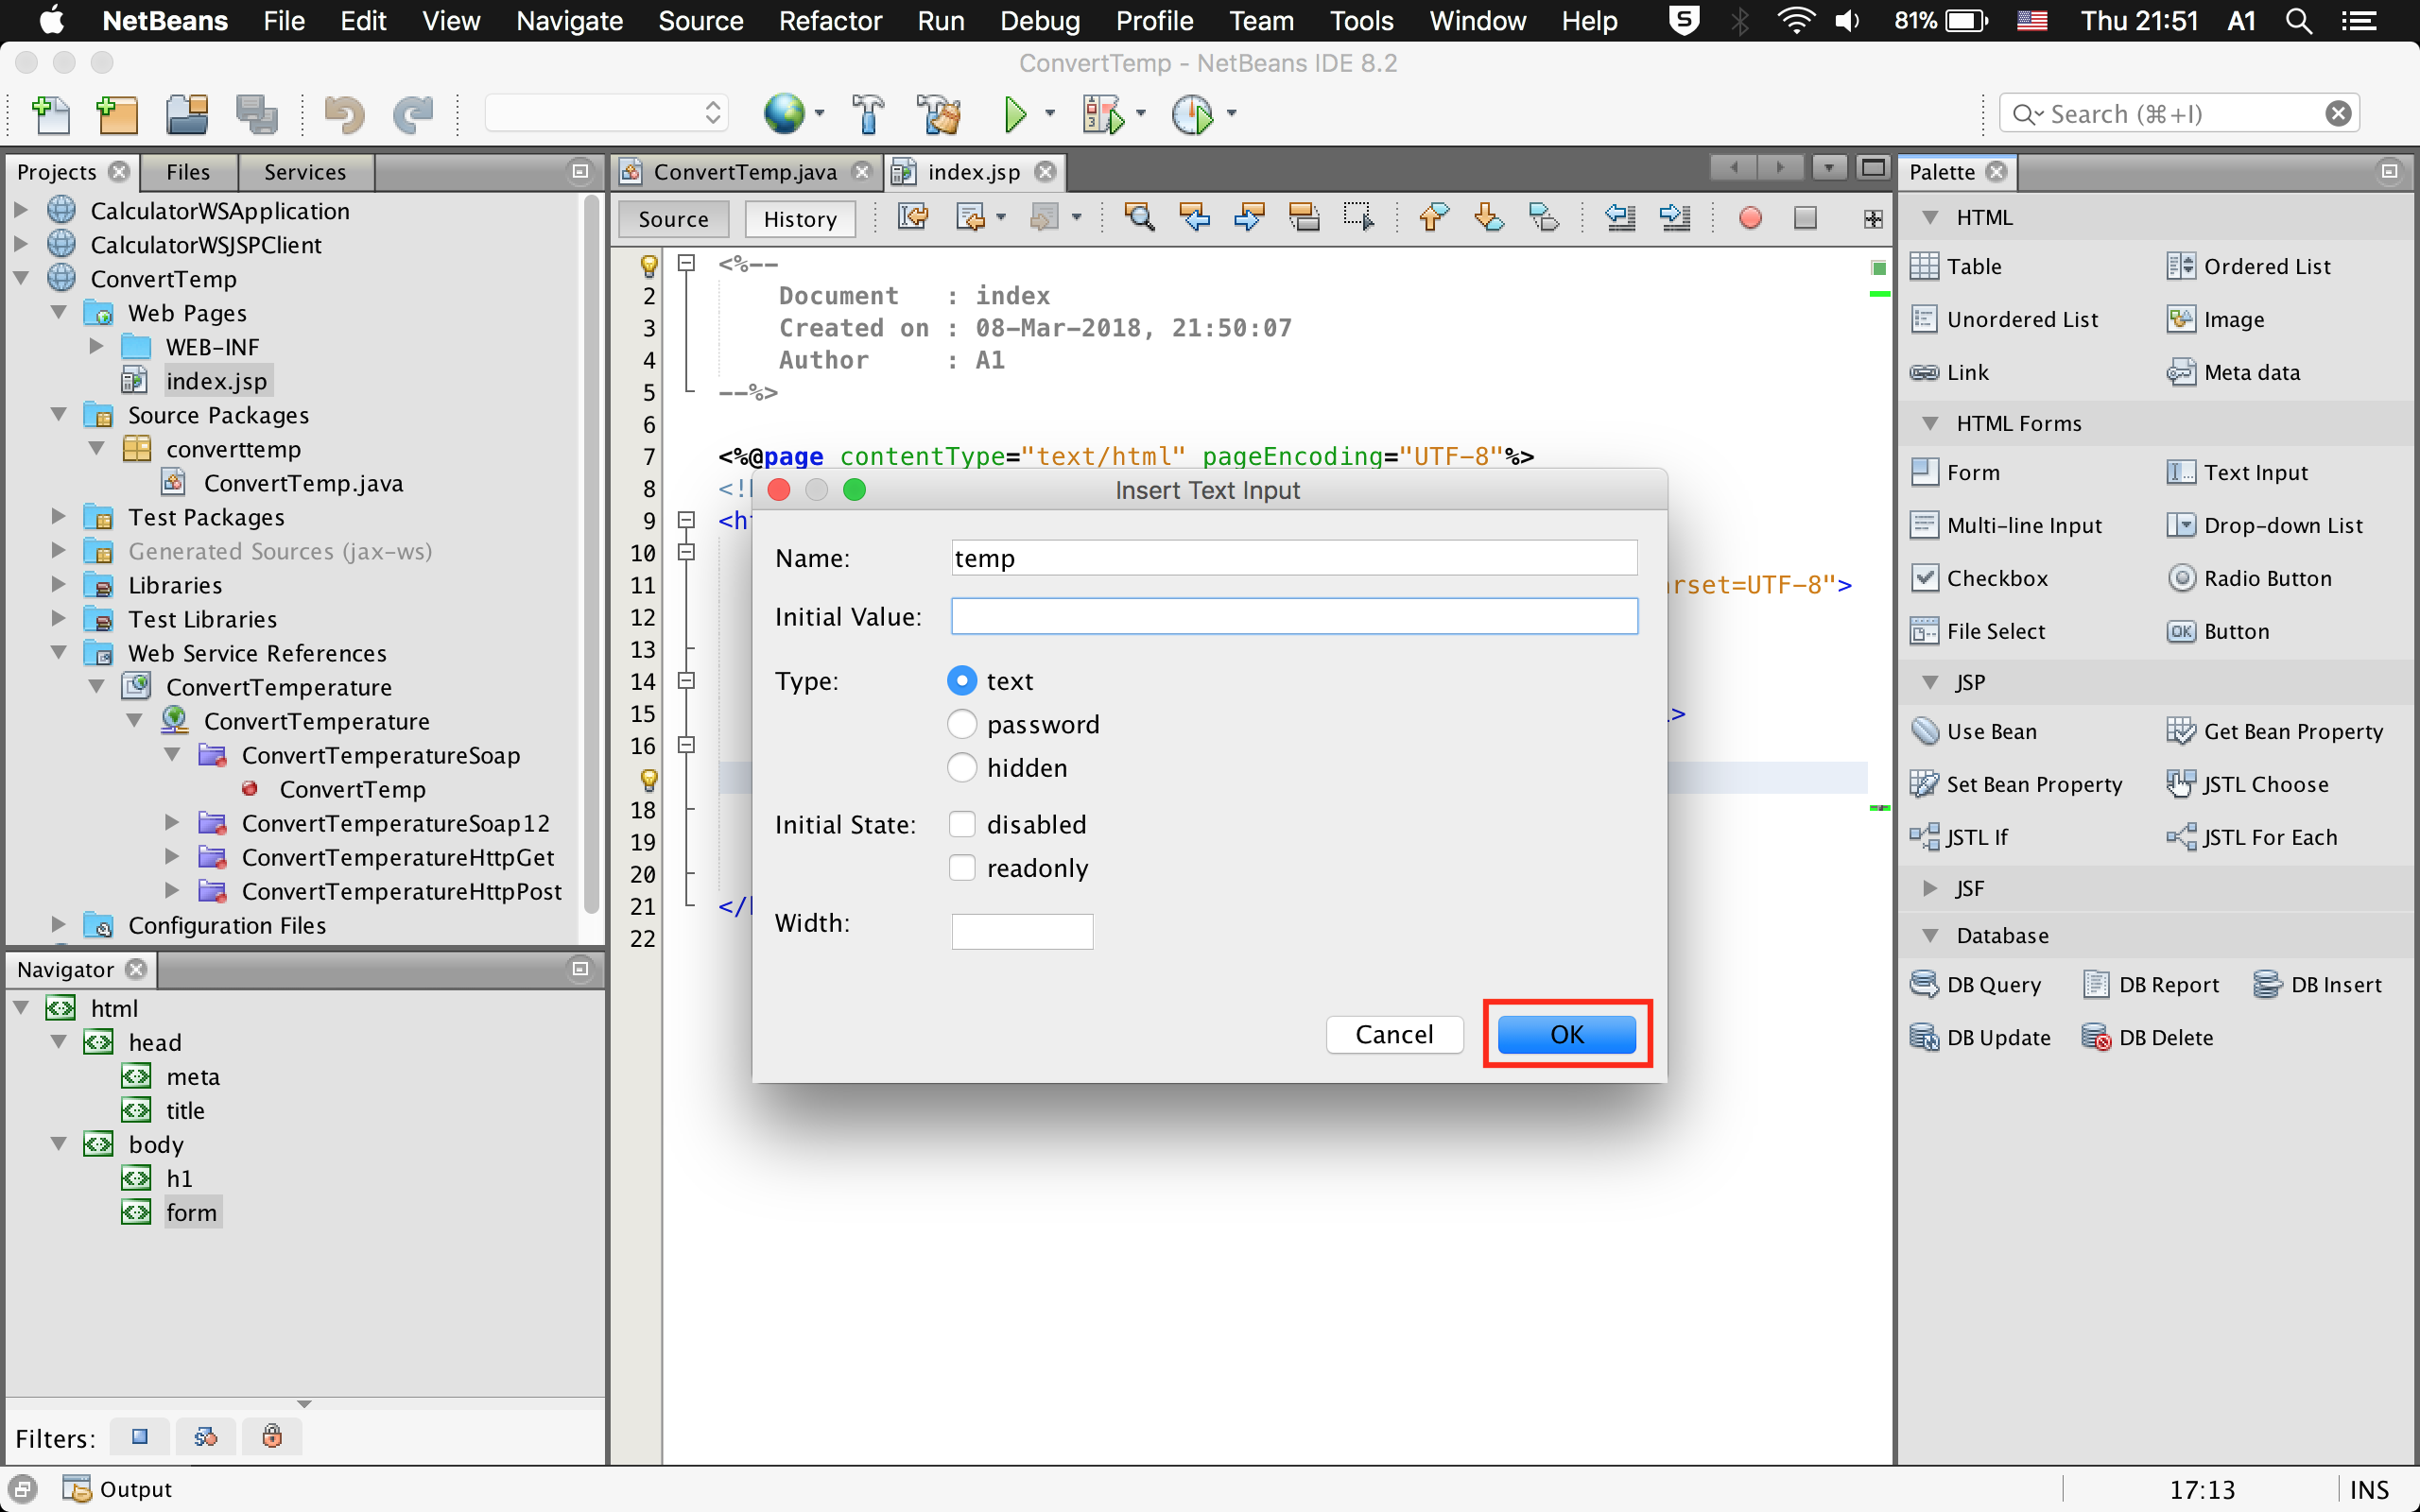 NetBeans File Edit View Navigate Source Refactor Run Debug Profile Team Tools Window Help 81% Thu 21:51 A1
ConvertTemp - NetBeans IDE 8.2
Search (⌘+I)
Projects Files Services
CalculatorWSApplication
CalculatorWSJSPClient
ConvertTemp
Web Pages
WEB-INF
index.jsp
Source Packages
converttemp
ConvertTemp.java
Test Packages
Generated Sources (jax-ws)
Libraries
Test Libraries
Web Service References
ConvertTemperature
ConvertTemperature
ConvertTemperatureSoap
ConvertTemp
ConvertTemperatureSoap12
ConvertTemperatureHttpGet
ConvertTemperatureHttpPost
Configuration Files
Navigator
html
head
meta
title
body
h1
form
Filters:
Output
ConvertTemp.java index.jsp
Source History
<%--
2 Document : index
3 Created on : 08-Mar-2018, 21:50:07
4 Author : A1
5 --%>
6
7 <%@page contentType="text/html" pageEncoding="UTF-8"%>
8 <!
9 <h
10
11 rset=UTF-8">
12
13
14
15 >
16
18
19
20
21 </
22
Insert Text Input
Name: temp
Initial Value:
Type: text
password
hidden
Initial State: disabled
readonly
Width:
Cancel OK
Palette
HTML
Table Ordered List
Unordered List Image
Link Meta data
HTML Forms
Form Text Input
Multi-line Input Drop-down List
Checkbox Radio Button
File Select Button
JSP
Use Bean Get Bean Property
Set Bean Property JSTL Choose
JSTL If JSTL For Each
JSF
Database
DB Query DB Report DB Insert
DB Update DB Delete
17:13 INS